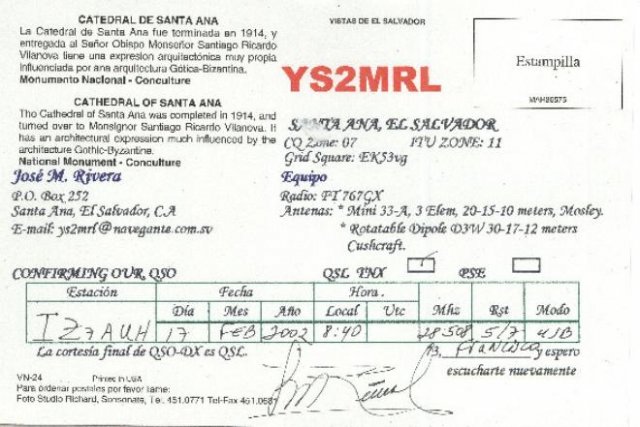 CATEDRAL DE SANTA ANA
La Catedral de Santa Ana fue terminada en 1914, y
entregada al Señor Obispo Monseñor Santiago Ricardo
Vilanova tiene una expresion arquitectónica muy propia
influenciada por ana arquitectura Gótica-Bizantina.
Monumento Nacional - Conculture
CATHEDRAL OF SANTA ANA
The Cathedral of Santa Ana was completed in 1914, and
turned over to Monsignor Santiago Ricardo Vilanova. It
has an architectural expression much influenced by the
architecture Gothic-Byzantine.
National Monument - Conculture
José M. Rivera
P.O. Box 252
Santa Ana, El Salvador, C.A
E-mail: ys2mrl@navegante.com.sv
VISTAS DE EL SALVADOR
Estampilla
MAHB0575
YS2MRL
SANTA ANA, EL SALVADOR
CQ Zone: 07 ITU ZONE: 11
Grid Square: EK53vg
Equipo
Radio: FT 767GX
Antenas: * Mini 33-A, 3 Elem, 20-15-10 meters, Mosley.
* Rotatable Dipole D3W 30-17-12 meters
Cushcraft.
CONFIRMING OUR QSO QSL TNX PSE
Estación Fecha Hora.
Día Mes Año Local Utc Mhz Rst Modo
IZ7AUH 17 FEB 2002 8:40 28.508 5/7 USB
La cortesía final de QSO-DX es QSL. 73, FRANCISCO y espero
escucharte nuevamente
VN-24 Printed in USA
Para ordenar postales por favor llame:
Foto Studio Richard, Sonsonate, Tel. 451.0771 Tel-Fax 451.0681